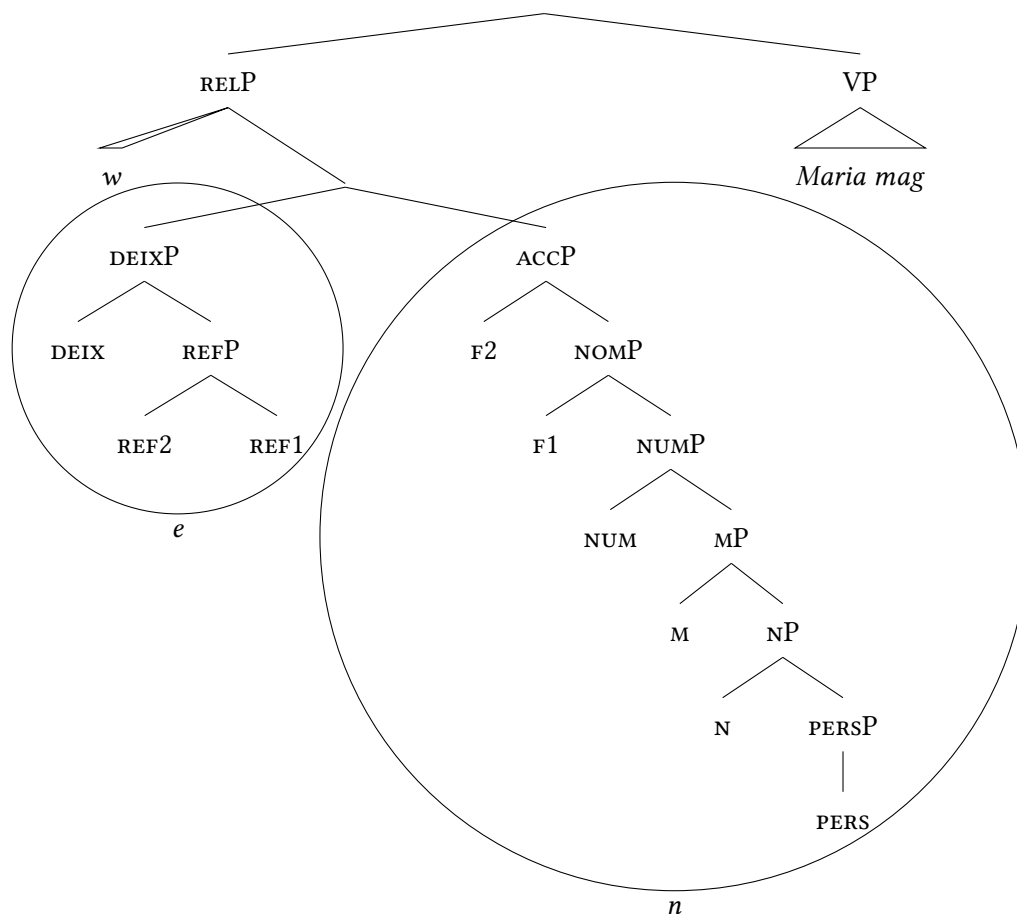 RELP VP
w Maria mag
DEIXP ACCP
DEIX REFP F2 NOMP
REF2 REF1 F1 NUMP
e NUM MP
M NP
N PERSP
PERS
n